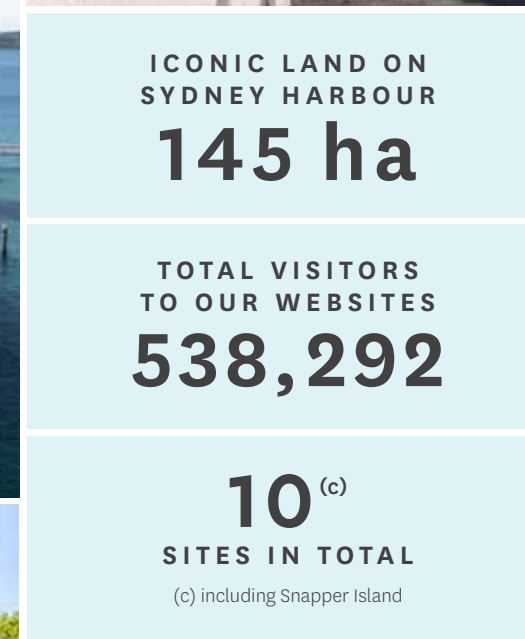 ICONIC LAND ON
SYDNEY HARBOUR
145 ha
TOTAL VISITORS
TO OUR WEBSITES
538,292
10(c)
SITES IN TOTAL
(c) including Snapper Island